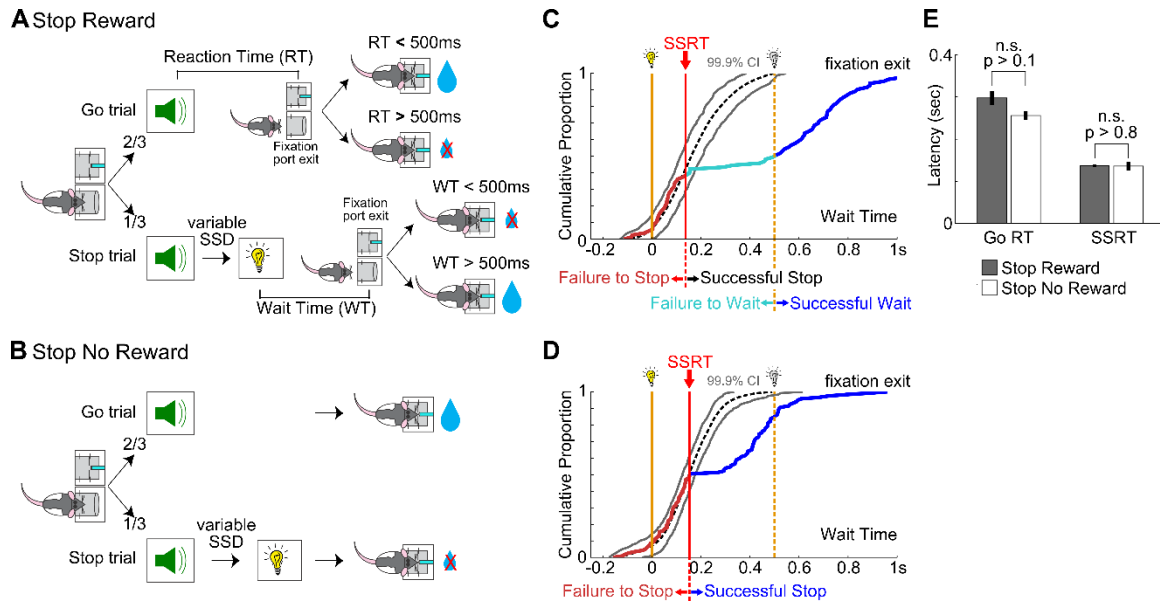 A Stop Reward
Reaction Time (RT)
RT < 500ms
Go trial
2/3
Fixation
port exit
RT > 500ms
1/3
variable
SSD
Fixation
port exit
WT < 500ms
Stop trial
Wait Time (WT)
WT > 500ms
B Stop No Reward
Go trial
2/3
1/3
variable
SSD
Stop trial
C
SSRT
99.9% CI
fixation exit
Cumulative Proportion
1
0
Wait Time
-0.2 0 0.2 0.4 0.6 0.8 1s
Failure to Stop Successful Stop
Failure to Wait Successful Wait
D
SSRT
99.9% CI
fixation exit
Cumulative Proportion
1
0
Wait Time
-0.2 0 0.2 0.4 0.6 0.8 1s
Failure to Stop Successful Stop
E
n.s.
p > 0.1
n.s.
p > 0.8
Latency (sec)
0.4
0
Go RT SSRT
Stop Reward
Stop No Reward